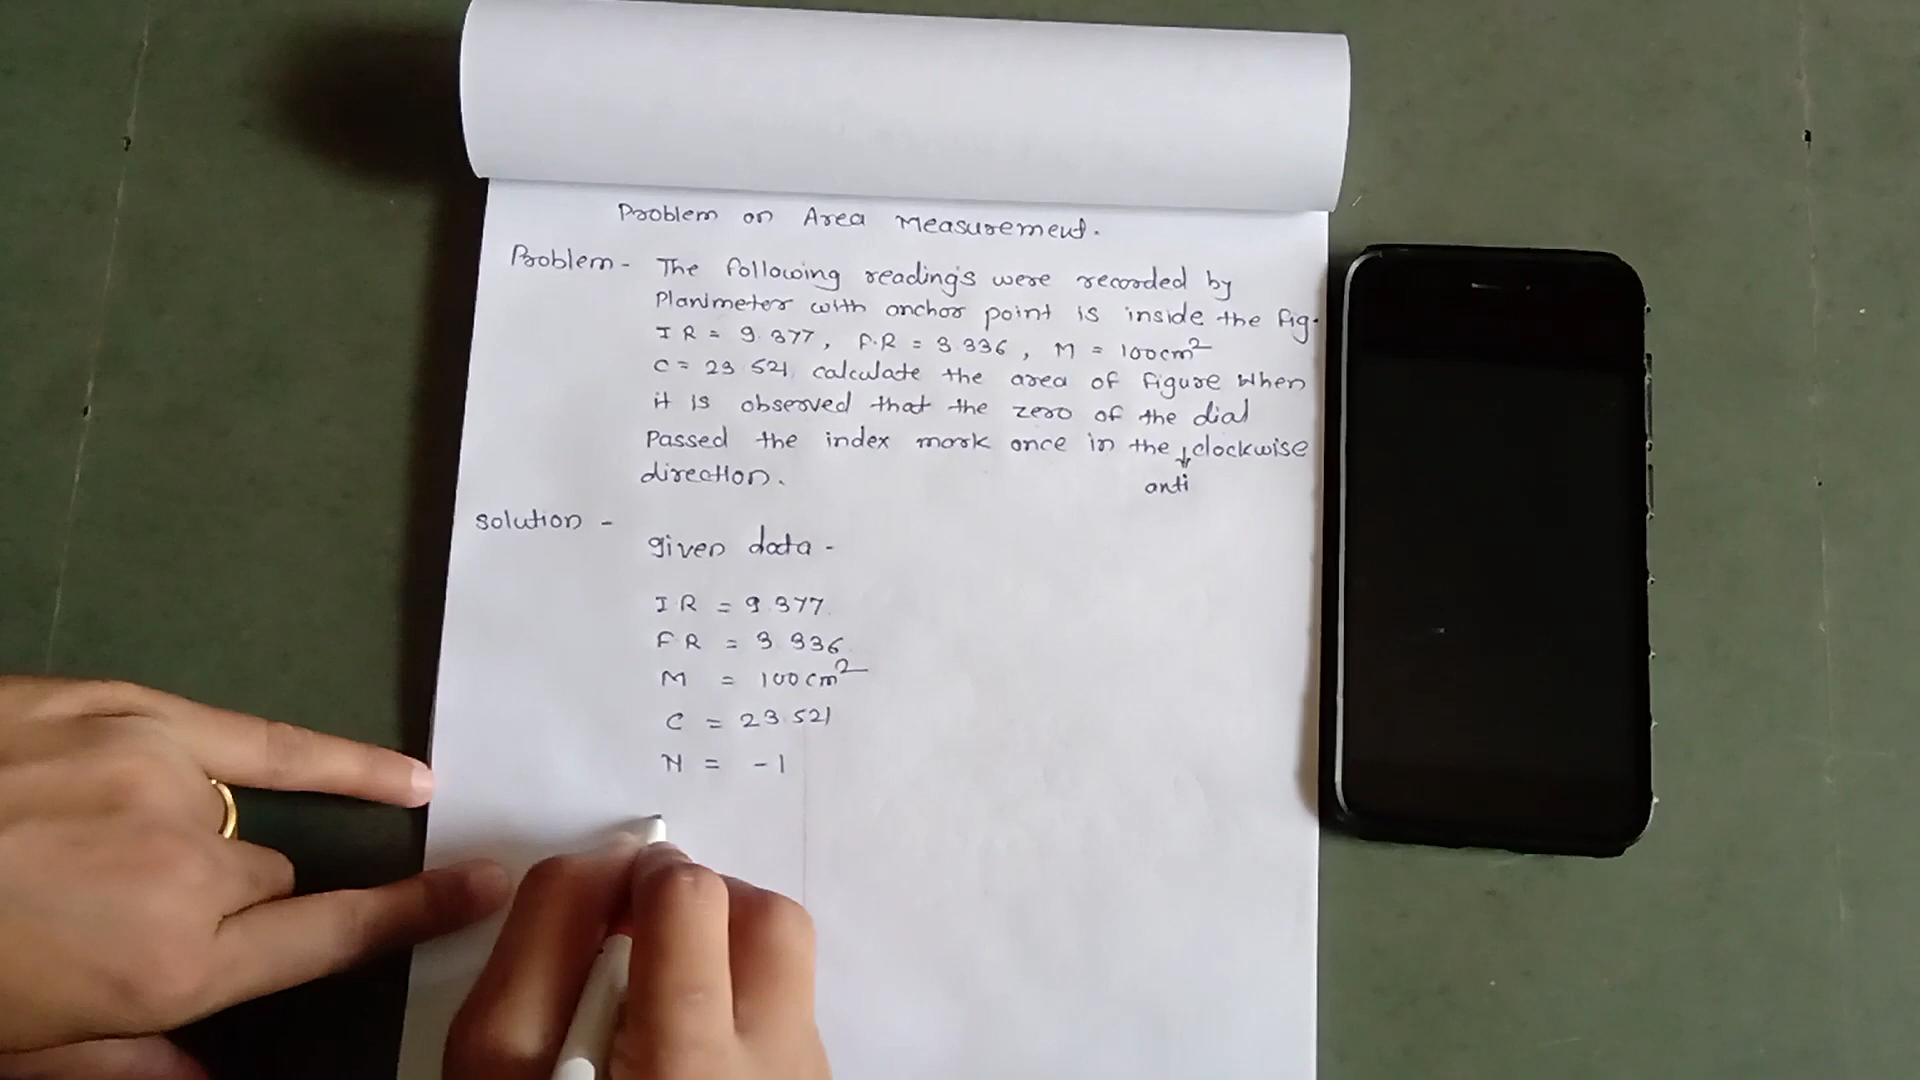 Problem on Area Measurement.
Problem - The following reading's were recorded by
Planimeter with anchor point is inside the fig.
I R = 9.377, F.R = 3.336, M = 100cm²
C = 23.521, calculate the area of figure when
it is observed that the zero of the dial
Passed the index mark once in the clockwise
direction.
anti
Solution -
given data -
I R = 9.377.
F R = 3.336.
M = 100cm²
C = 23.521
N = -1